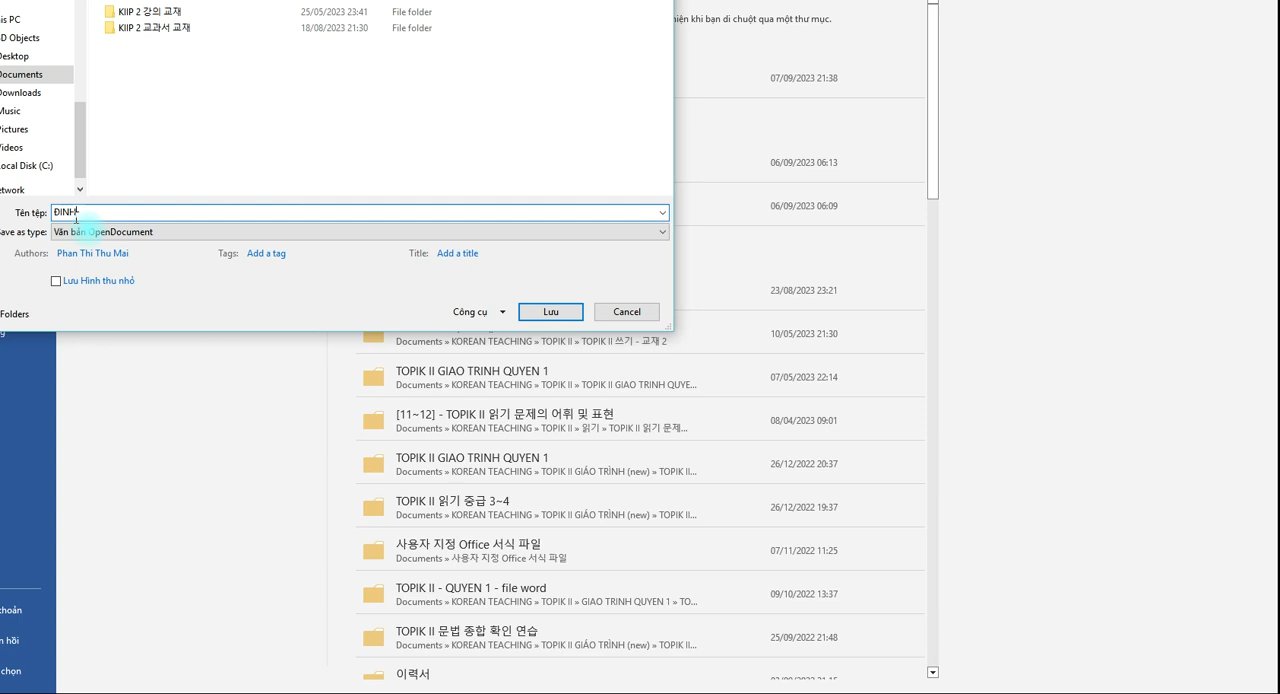 KIIP 2 강의 교재 25/05/2023 23:41 File folder
KIIP 2 교과서 교재 18/08/2023 21:30 File folder
is PC
D Objects
Desktop
Documents
Downloads
Music
Pictures
Videos
ocal Disk (C:)
etwork
Tên tệp: ĐINH
Save as type: Văn bản OpenDocument
Authors: Phan Thi Thu Mai Tags: Add a tag Title: Add a title
Lưu Hình thu nhỏ
Folders
Công cụ Lưu Cancel
iện khi bạn di chuột qua một thư mục.
07/09/2023 21:38
06/09/2023 06:13
06/09/2023 06:09
23/08/2023 23:21
10/05/2023 21:30
Documents » KOREAN TEACHING » TOPIK II » TOPIK II 쓰기 - 교재 2
TOPIK II GIAO TRINH QUYEN 1 07/05/2023 22:14
Documents » KOREAN TEACHING » TOPIK II » TOPIK II GIAO TRINH QUYE...
[11~12] - TOPIK II 읽기 문제의 어휘 및 표현 08/04/2023 09:01
Documents » KOREAN TEACHING » TOPIK II » 읽기 » TOPIK II 읽기 문제...
TOPIK II GIAO TRINH QUYEN 1 26/12/2022 20:37
Documents » KOREAN TEACHING » TOPIK II GIÁO TRÌNH (new) » TOPIK II...
TOPIK II 읽기 중급 3~4 26/12/2022 19:37
Documents » KOREAN TEACHING » TOPIK II GIÁO TRÌNH (new) » TOPIK II...
사용자 지정 Office 서식 파일 07/11/2022 11:25
Documents » 사용자 지정 Office 서식 파일
TOPIK II - QUYEN 1 - file word 09/10/2022 13:37
Documents » KOREAN TEACHING » TOPIK II » GIAO TRINH QUYEN 1 » TO...
TOPIK II 문법 종합 확인 연습 25/09/2022 21:48
Documents » KOREAN TEACHING » TOPIK II GIÁO TRÌNH (new) » TOPIK II...
이력서
g
khoản
n hồi
chọn